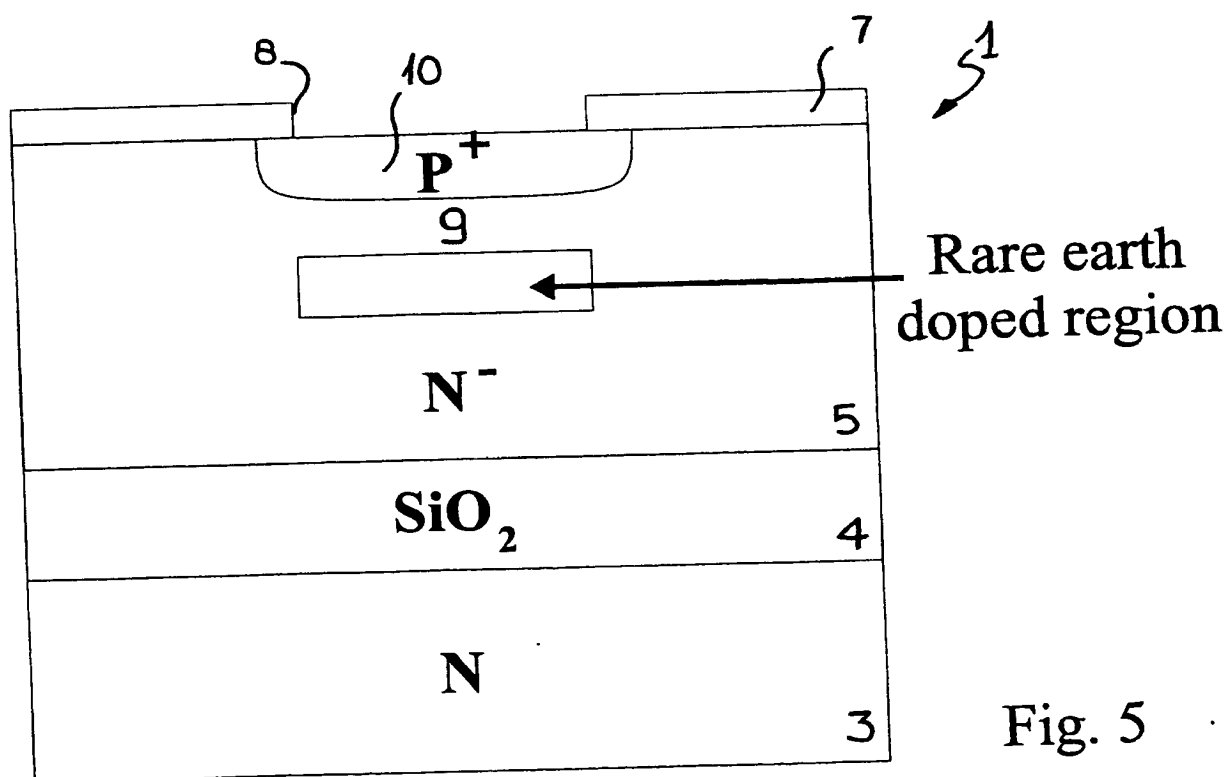 8
10
7
1
P⁺
9
Rare earth
doped region
N⁻
5
SiO₂
4
N
3
Fig. 5